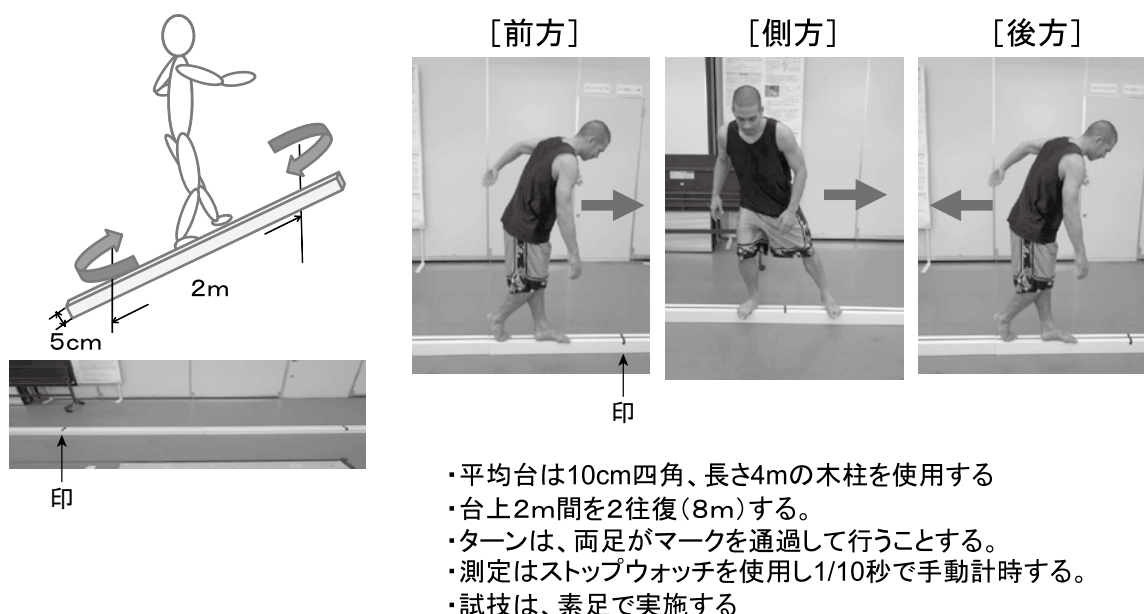 [前方]
[側方]
[後方]
2m
5cm
印
印
・平均台は10cm四角、長さ4mの木柱を使用する
・台上2m間を2往復(8m)する。
・ターンは、両足がマークを通過して行うことする。
・測定はストップウォッチを使用し1/10秒で手動計時する。
・試技は、素足で実施する